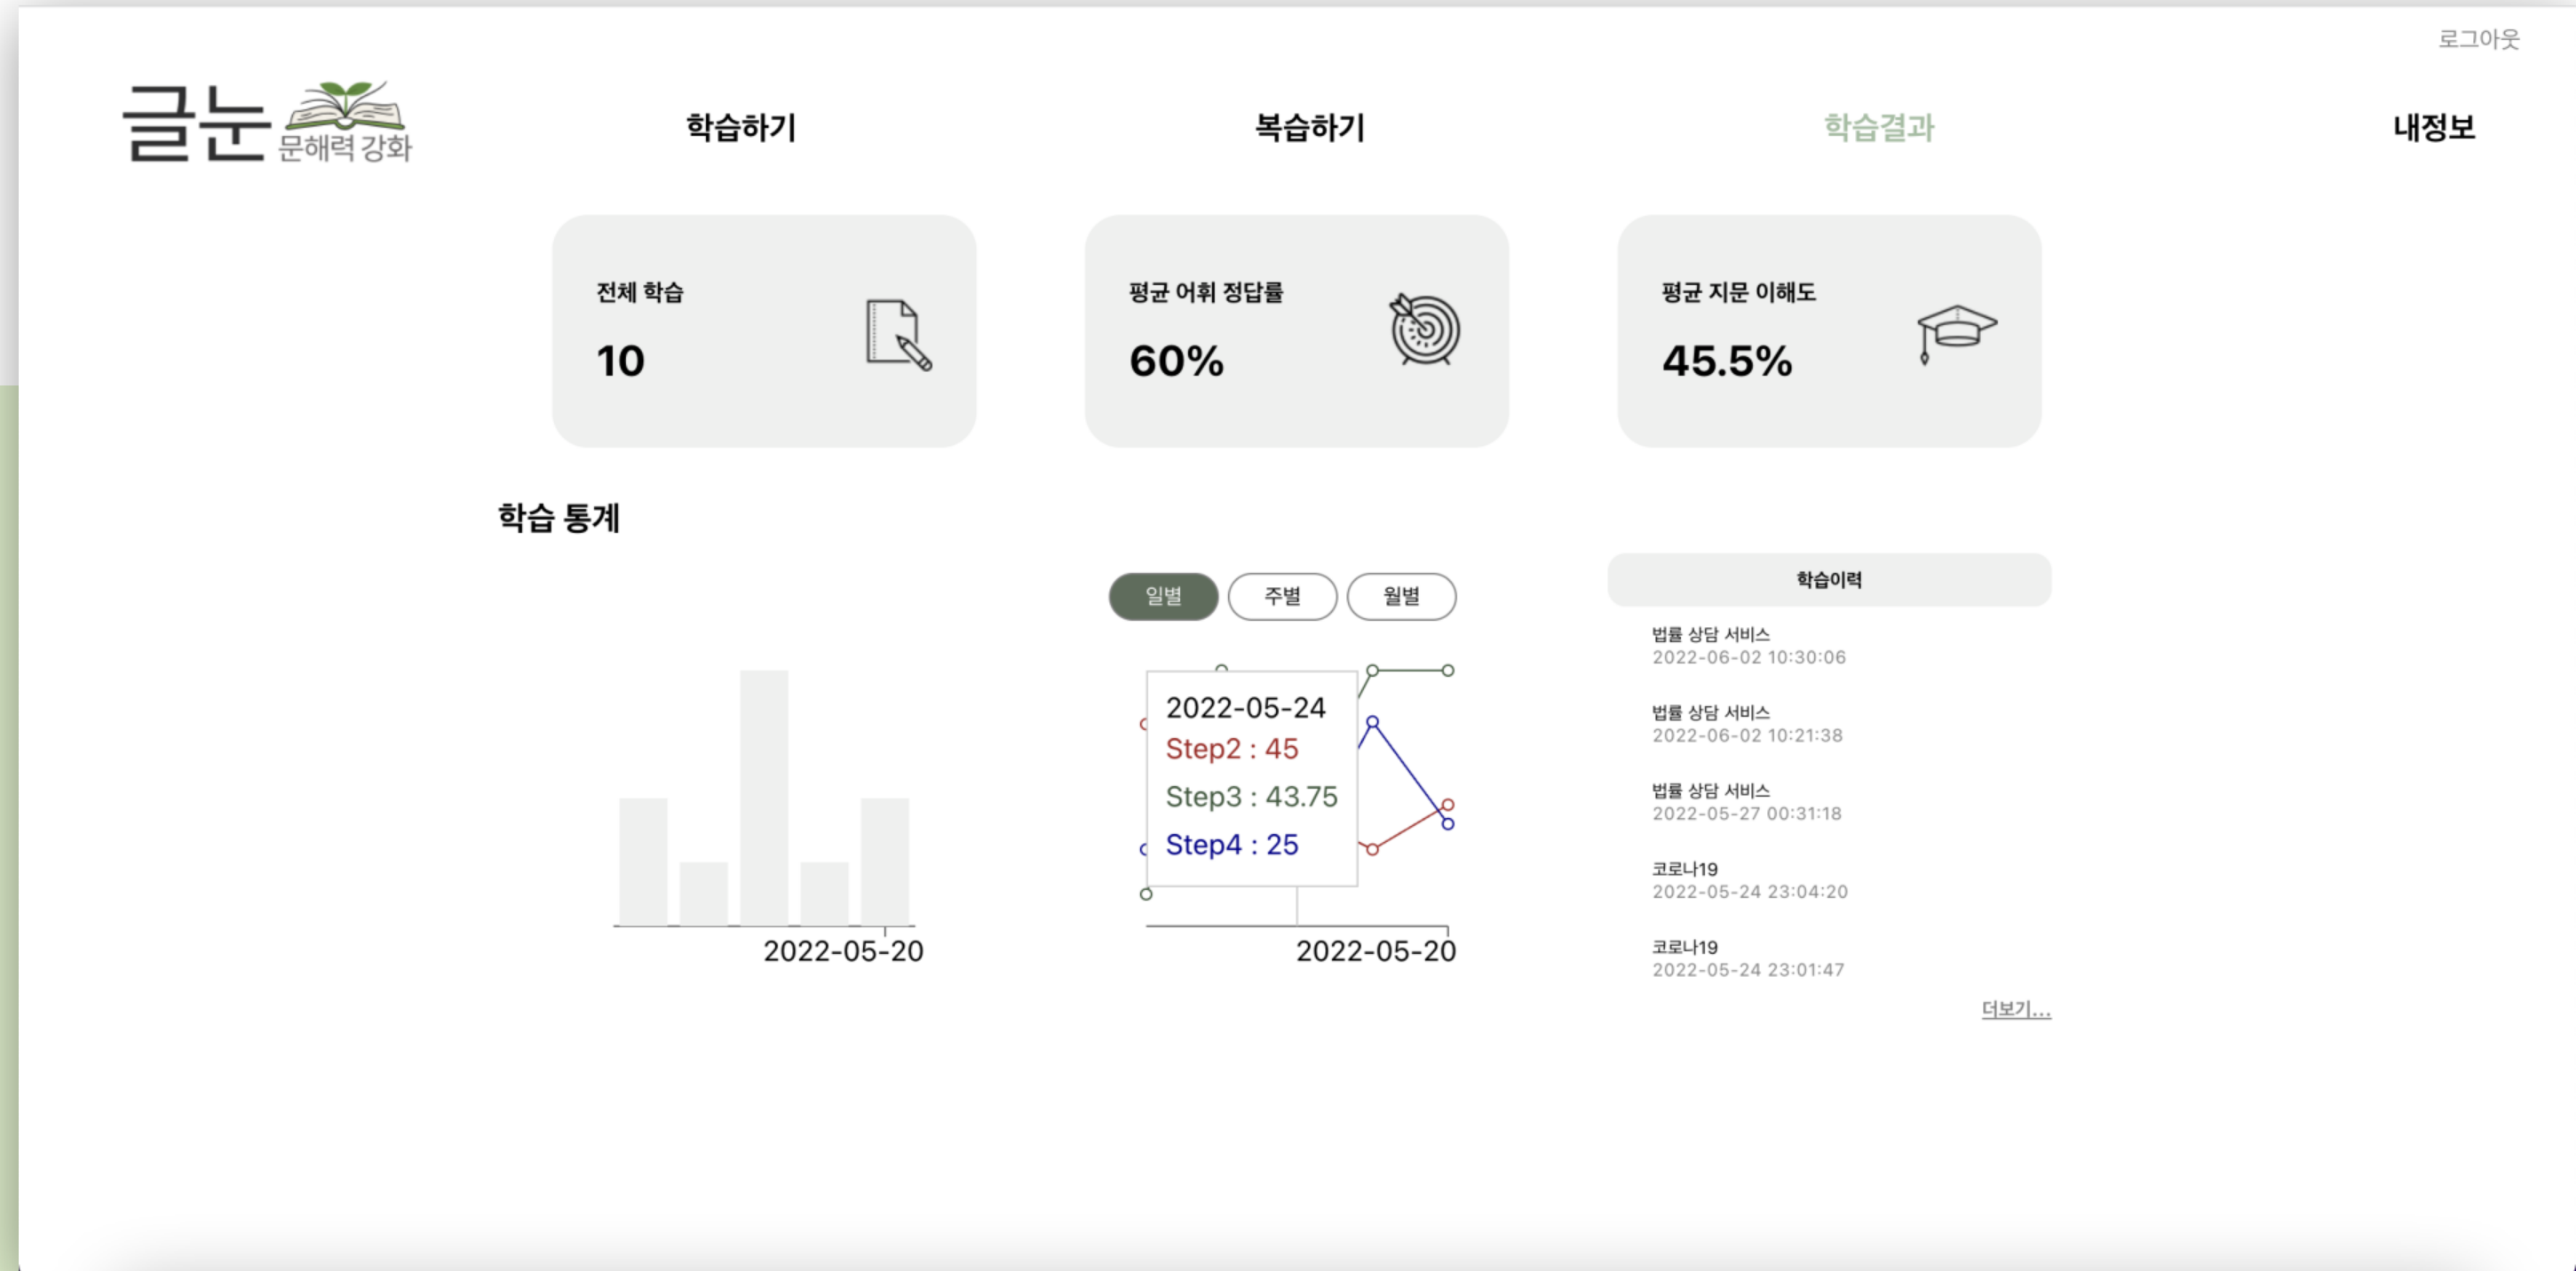 로그아웃
글눈
문해력 강화
학습하기
복습하기
학습결과
내정보
전체 학습
10
평균 어휘 정답률
60%
평균 지문 이해도
45.5%
학습 통계
일별
주별
월별
2022-05-20
2022-05-24
Step2 : 45
Step3 : 43.75
Step4 : 25
2022-05-20
학습이력
법률 상담 서비스
2022-06-02 10:30:06
법률 상담 서비스
2022-06-02 10:21:38
법률 상담 서비스
2022-05-27 00:31:18
코로나19
2022-05-24 23:04:20
코로나19
2022-05-24 23:01:47
더보기...